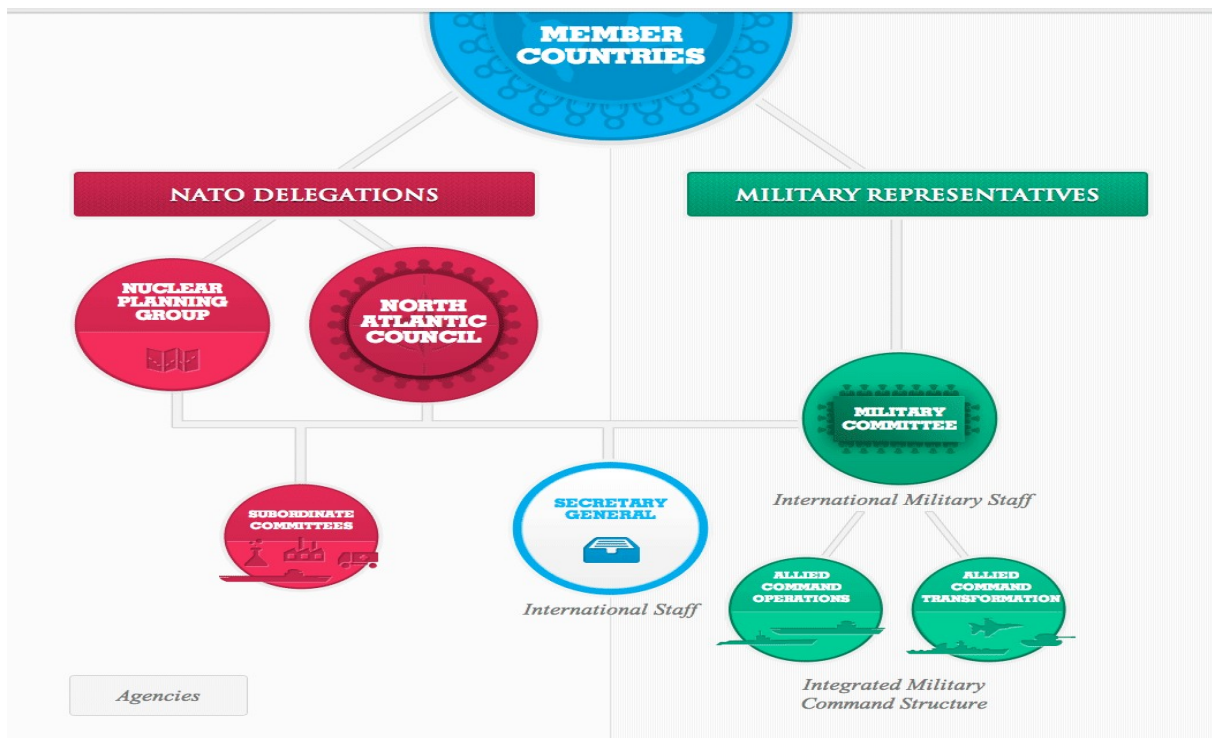 MEMBER
COUNTRIES
NATO DELEGATIONS
MILITARY REPRESENTATIVES
NUCLEAR
PLANNING
GROUP
NORTH
ATLANTIC
COUNCIL
MILITARY
COMMITTEE
International Military Staff
SUBORDINATE
COMMITTEES
SECRETARY
GENERAL
International Staff
ALLIED
COMMAND
OPERATIONS
ALLIED
COMMAND
TRANSFORMATION
Integrated Military
Command Structure
Agencies